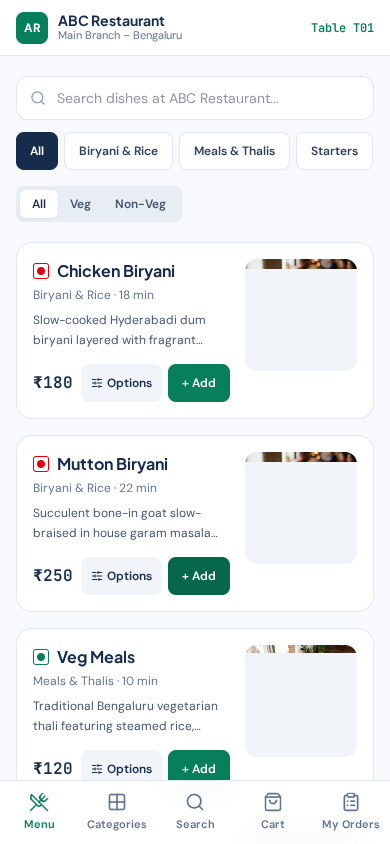 AR
ABC Restaurant
Main Branch – Bengaluru
Table T01
Search dishes at ABC Restaurant...
All
Biryani & Rice
Meals & Thalis
Starters
All
Veg
Non-Veg
Chicken Biryani
Biryani & Rice · 18 min
Slow-cooked Hyderabadi dum
biryani layered with fragrant…
₹180
Options
+ Add
Mutton Biryani
Biryani & Rice · 22 min
Succulent bone-in goat slow-
braised in house garam masala…
₹250
Options
+ Add
Veg Meals
Meals & Thalis · 10 min
Traditional Bengaluru vegetarian
thali featuring steamed rice,…
₹120
Options
+ Add
Menu
Categories
Search
Cart
My Orders